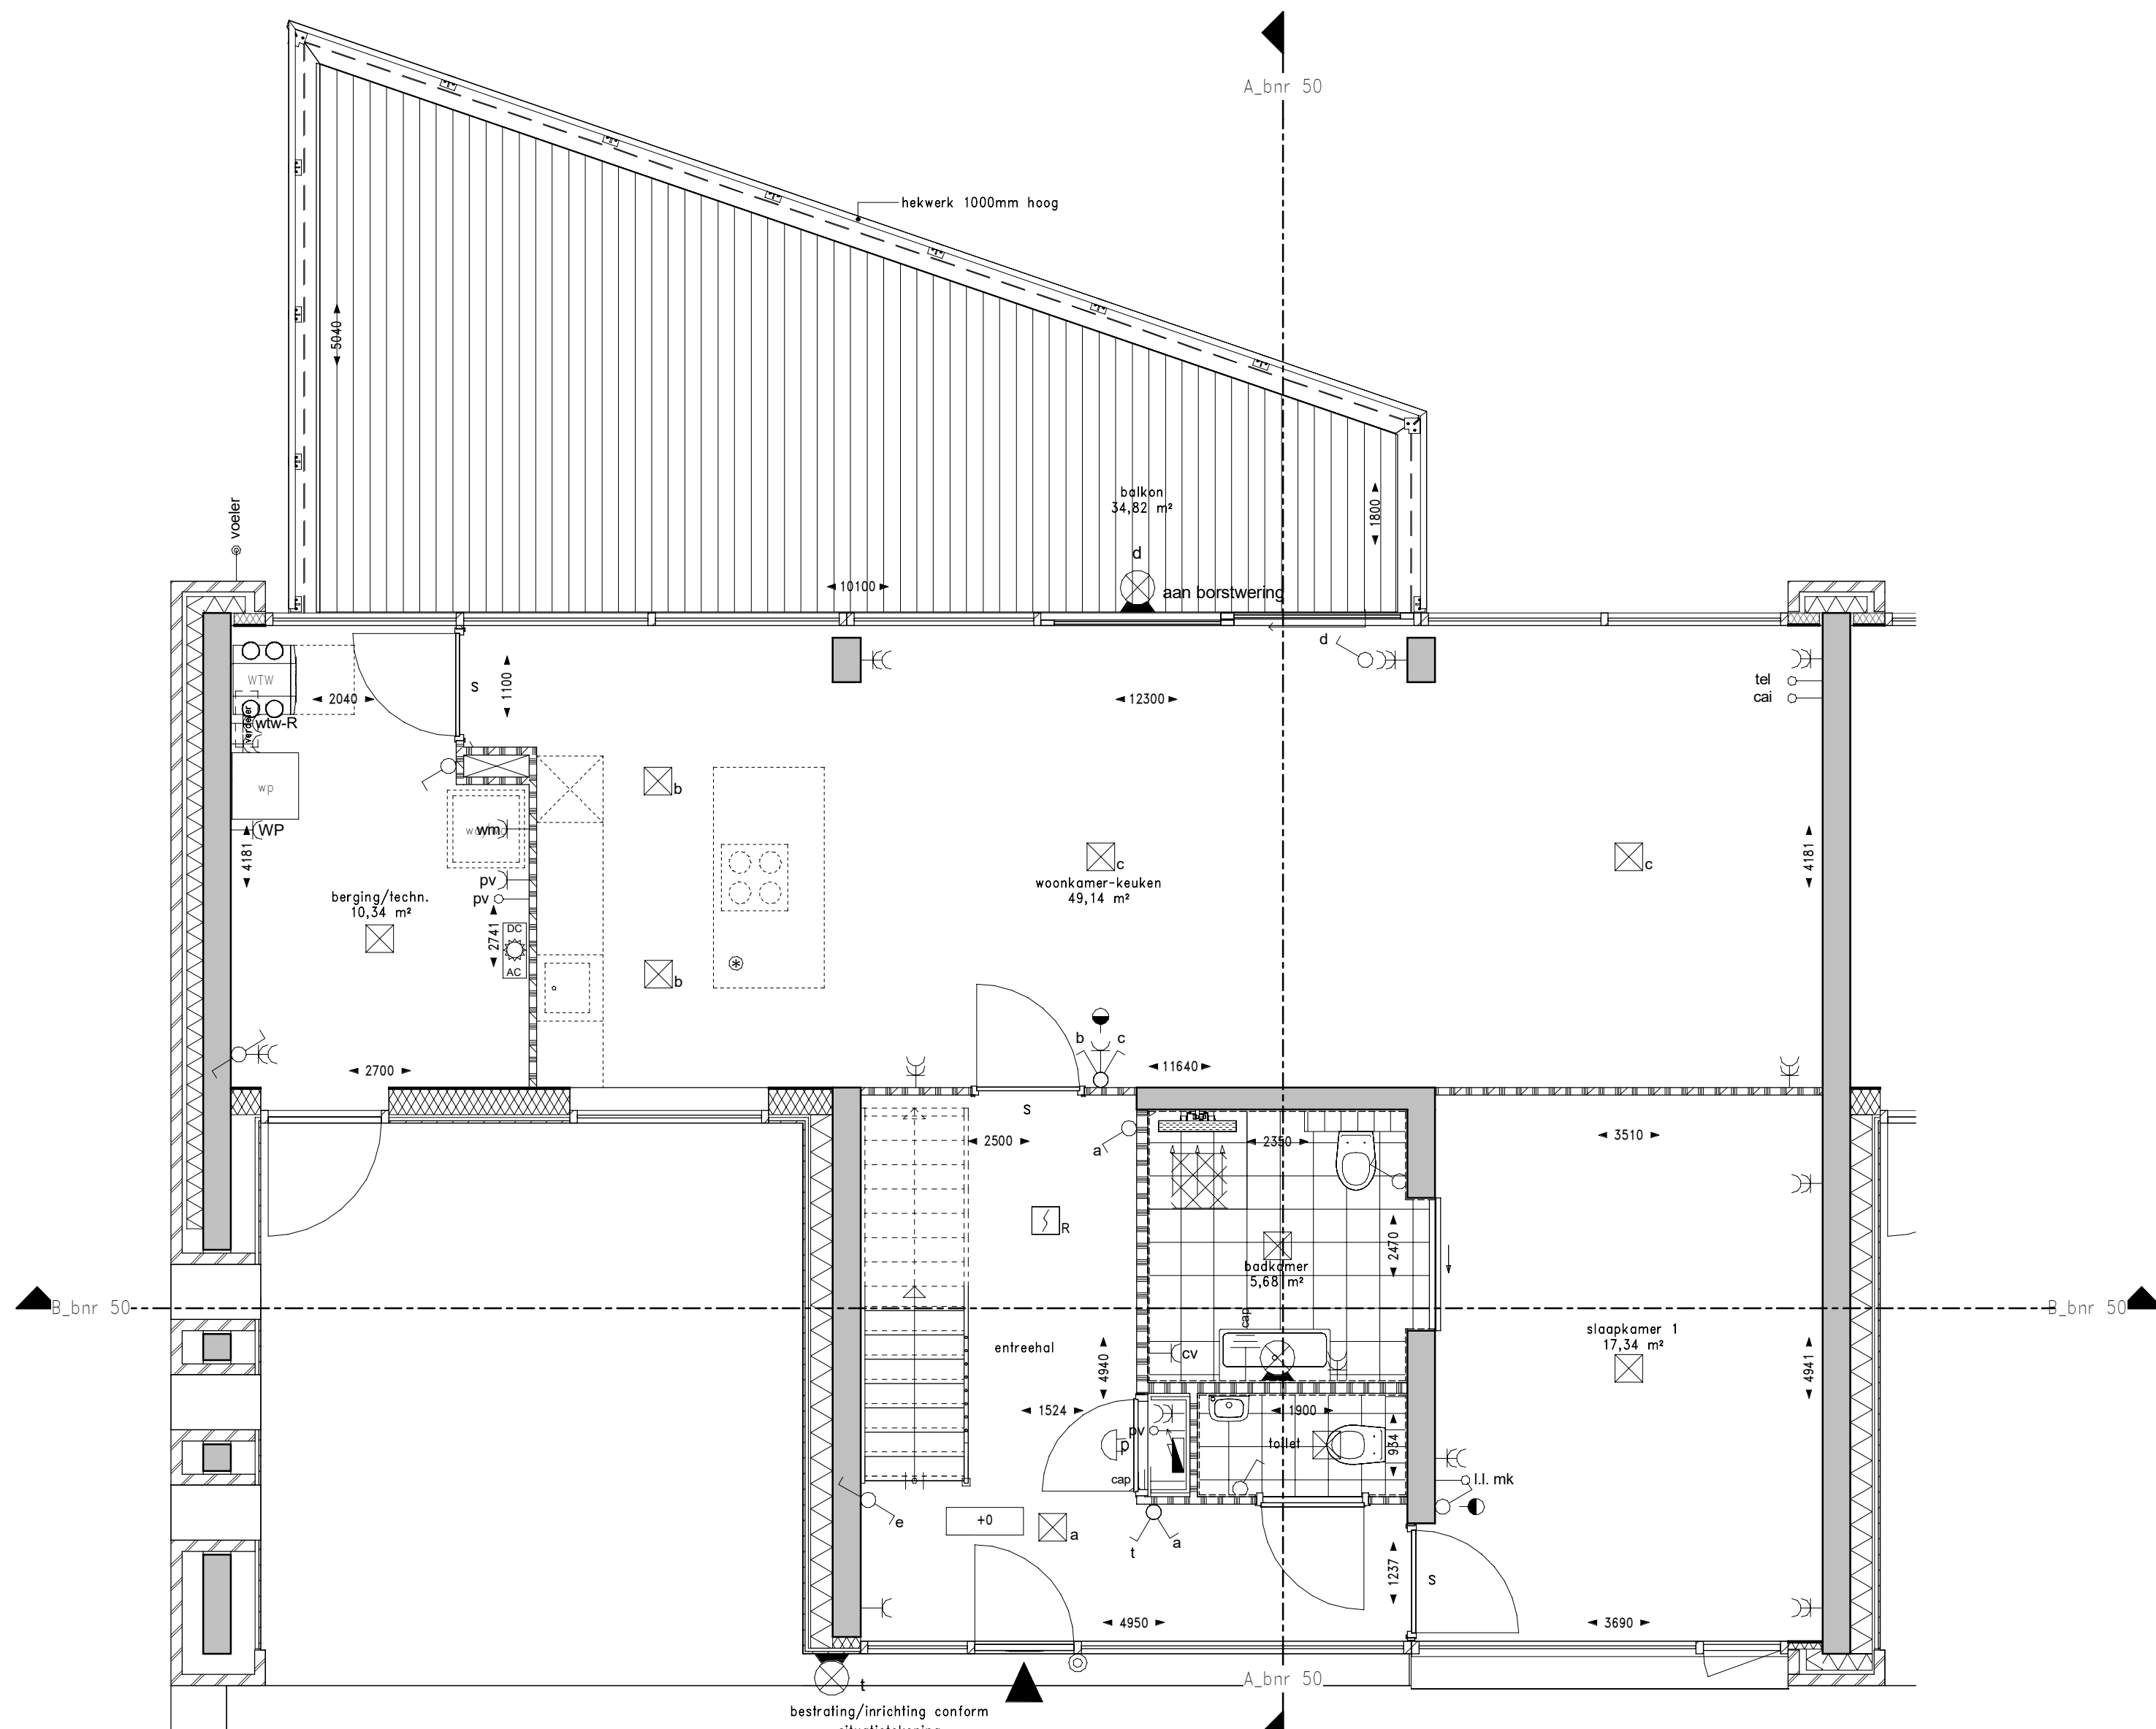 A_bnr 50
hekwerk 1000mm hoog
5040
balkon
34,82 m²
1800
voeler
d
10100
aan borstwering
d
WTW
2040
S
1100
12300
tel
cai
verdeler
wtw-R
wp
b
WP
wm
4181
c
c
4181
pv
woonkamer-keuken
49,14 m²
berging/techn.
10,34 m²
pv
2741
DC
AC
b
b
c
2700
11640
S
2500
a
2350
3510
R
2470
badkamer
5,68 m²
B_bnr 50
B_bnr 50
cap
slaapkamer 1
17,34 m²
entreehal
4940
cv
4941
1524
1900
pv
p
toilet
934
cap
l.l. mk
e
+0
a
t
a
1237
S
4950
3690
t
A_bnr 50
bestrating/inrichting conform